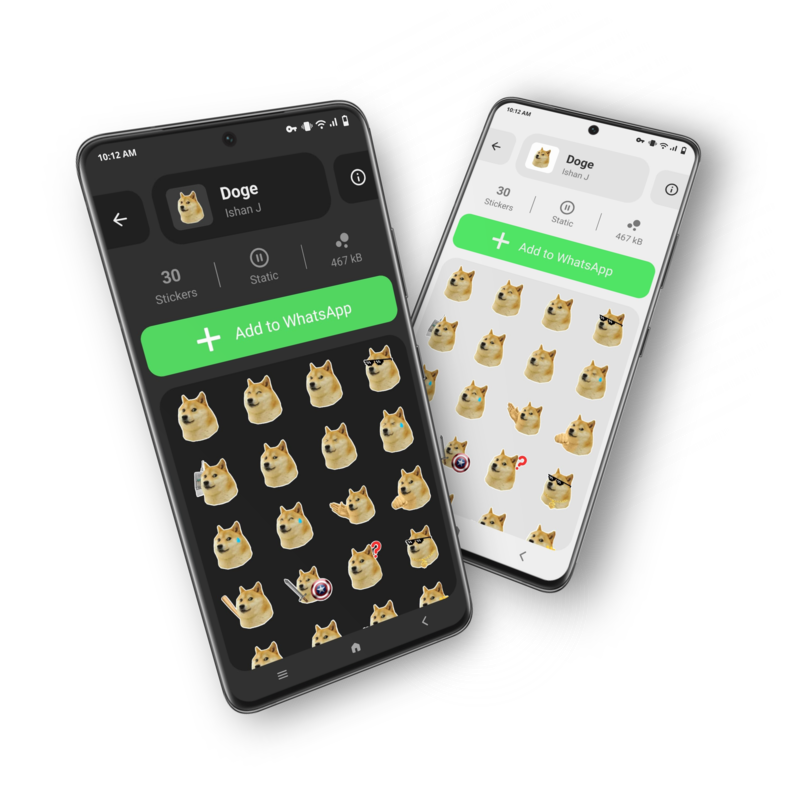 10:12 AM
Doge
Ishan J
30
Stickers
Static
467 kB
Add to WhatsApp
?
10:12 AM
Doge
Ishan J
30
Stickers
Static
467 kB
Add to WhatsApp
?